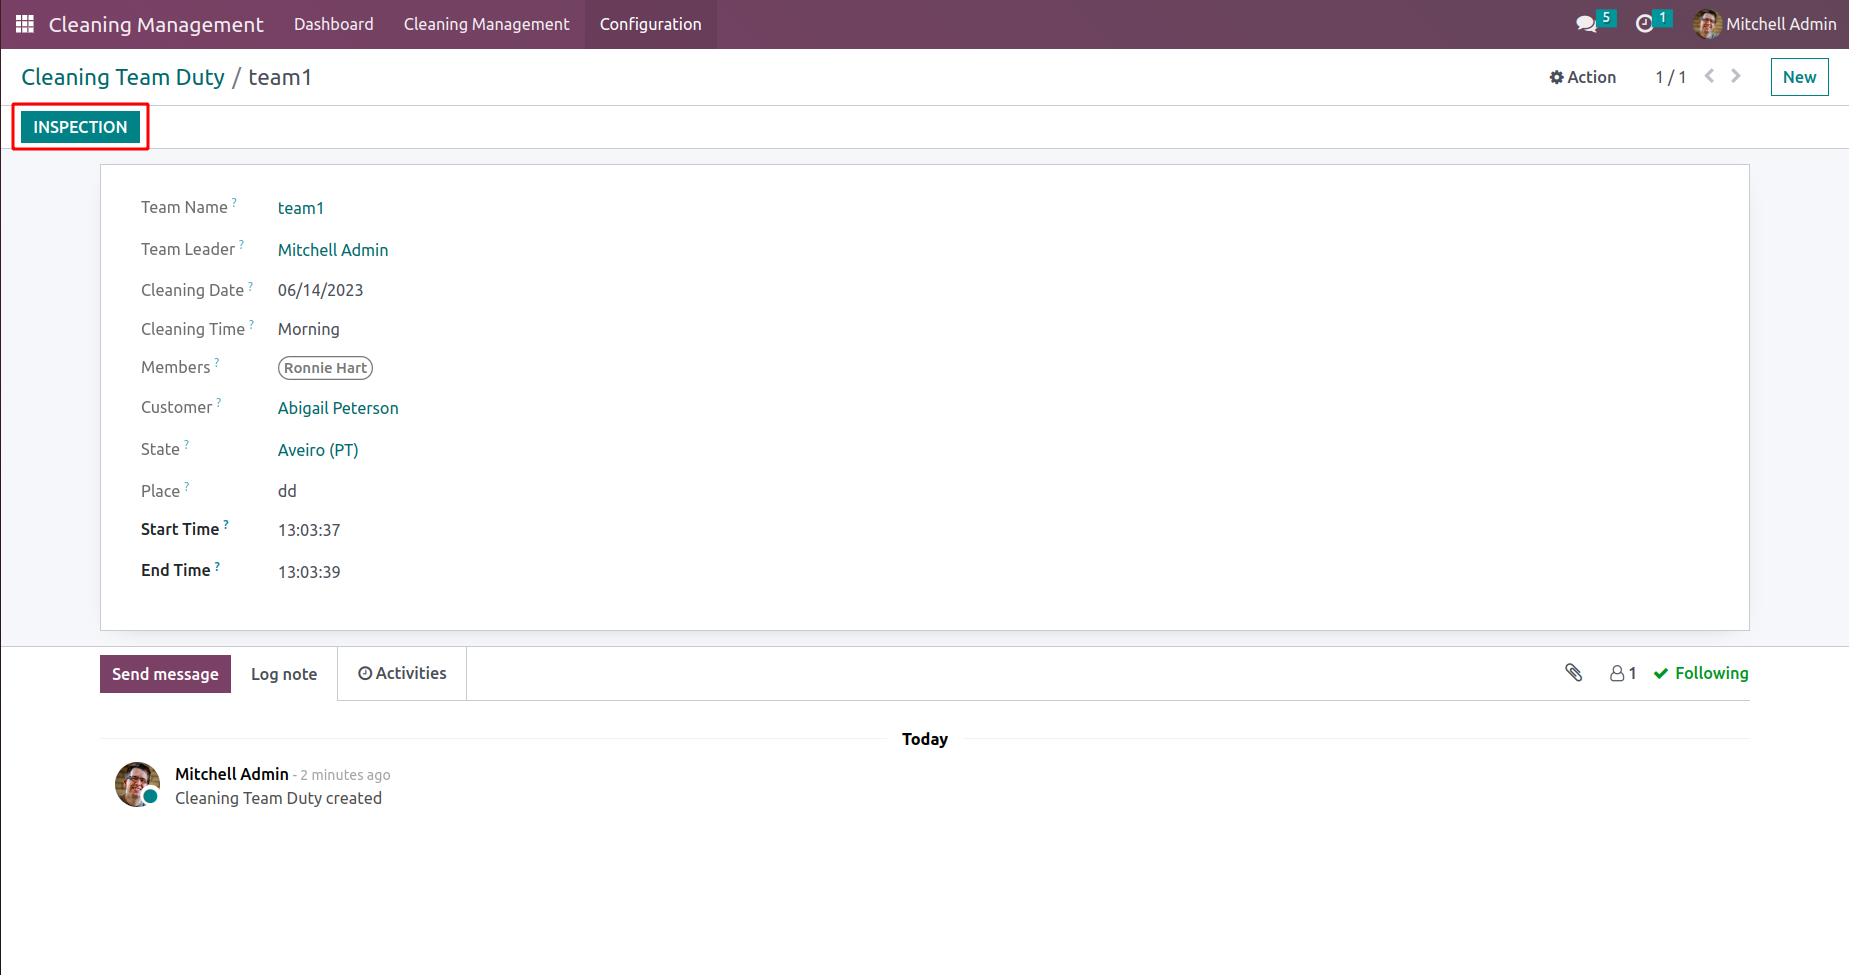 Cleaning Management Dashboard Cleaning Management Configuration 5 1 Mitchell Admin
Cleaning Team Duty / team1 Action 1 / 1 New
INSPECTION
Team Name ? team1
Team Leader ? Mitchell Admin
Cleaning Date ? 06/14/2023
Cleaning Time ? Morning
Members ? Ronnie Hart
Customer ? Abigail Peterson
State ? Aveiro (PT)
Place ? dd
Start Time ? 13:03:37
End Time ? 13:03:39
Send message Log note Activities 1 Following
Today
Mitchell Admin - 2 minutes ago
Cleaning Team Duty created